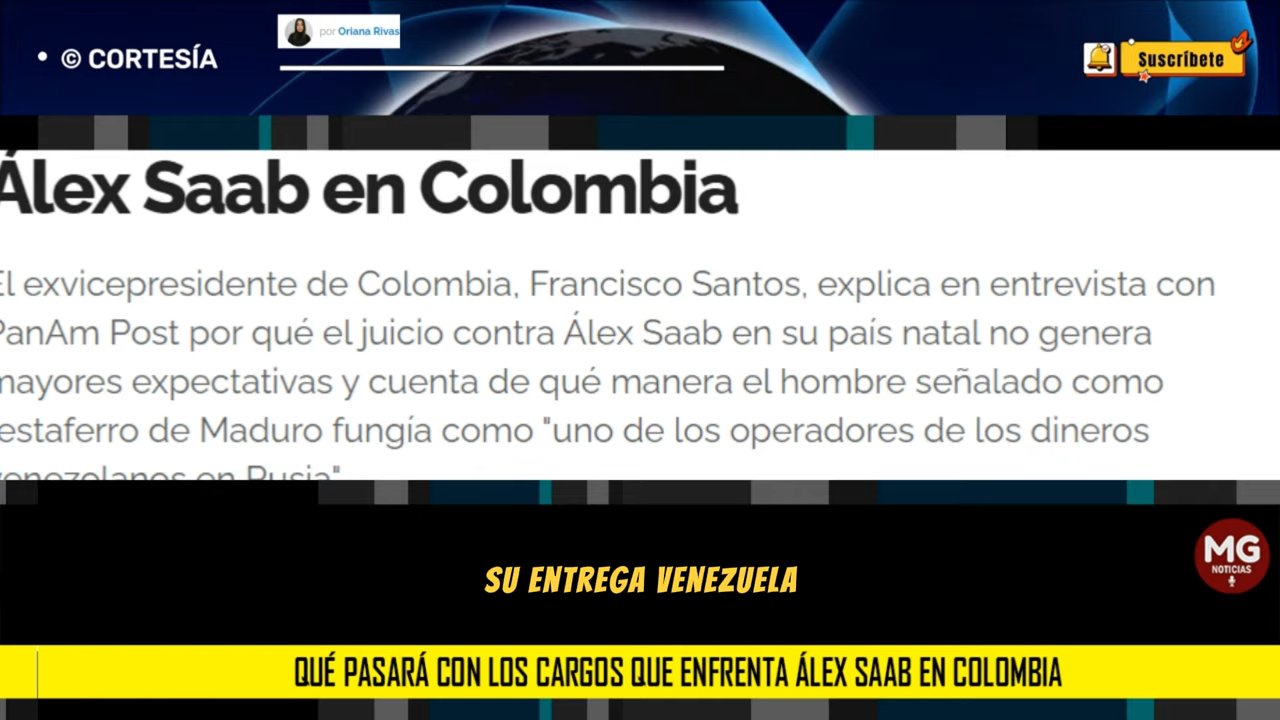 • © CORTESÍA
por Oriana Rivas
Suscríbete
Álex Saab en Colombia
El exvicepresidente de Colombia, Francisco Santos, explica en entrevista con
PanAm Post por qué el juicio contra Álex Saab en su país natal no genera
mayores expectativas y cuenta de qué manera el hombre señalado como
testaferro de Maduro fungía como "uno de los operadores de los dineros
venezolanos en Rusia"
SU ENTREGA VENEZUELA
MG
NOTICIAS
QUÉ PASARÁ CON LOS CARGOS QUE ENFRENTA ÁLEX SAAB EN COLOMBIA